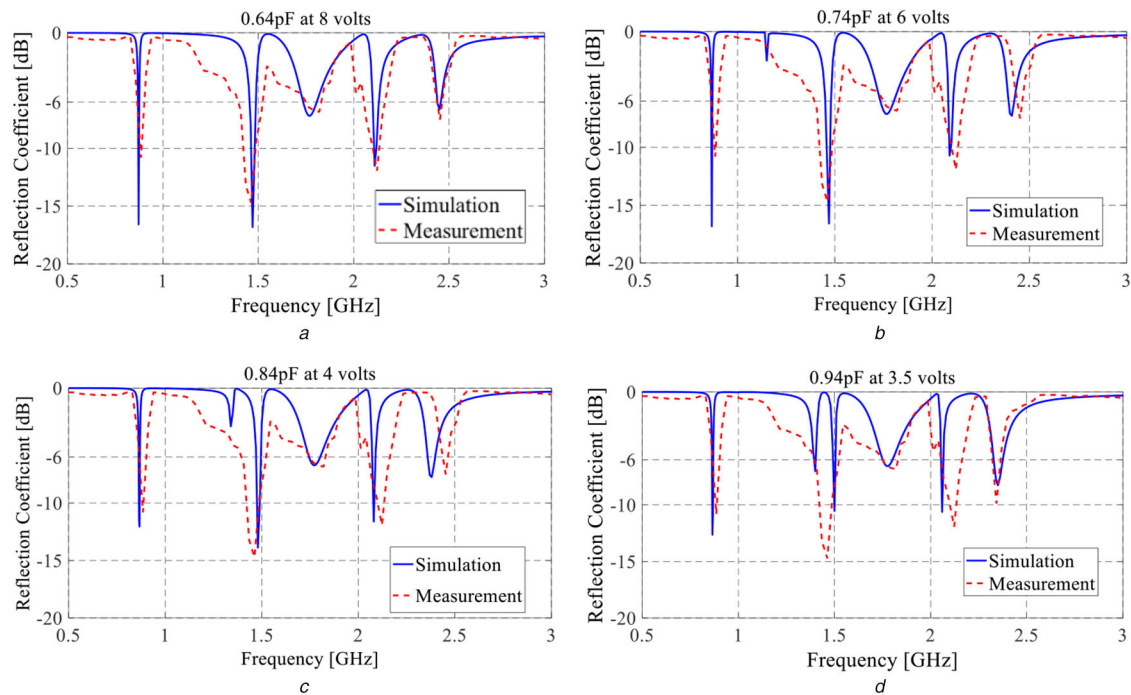 0.64pF at 8 volts
Reflection Coefficient [dB]
0
-6
-10
-15
-20
Simulation
Measurement
0.5 1 1.5 2 2.5 3
Frequency [GHz]
a
0.74pF at 6 volts
Reflection Coefficient [dB]
0
-6
-10
-15
-20
Simulation
Measurement
0.5 1 1.5 2 2.5 3
Frequency [GHz]
b
0.84pF at 4 volts
Reflection Coefficient [dB]
0
-6
-10
-15
-20
Simulation
Measurement
0.5 1 1.5 2 2.5 3
Frequency [GHz]
c
0.94pF at 3.5 volts
Reflection Coefficient [dB]
0
-6
-10
-15
-20
Simulation
Measurement
0.5 1 1.5 2 2.5 3
Frequency [GHz]
d